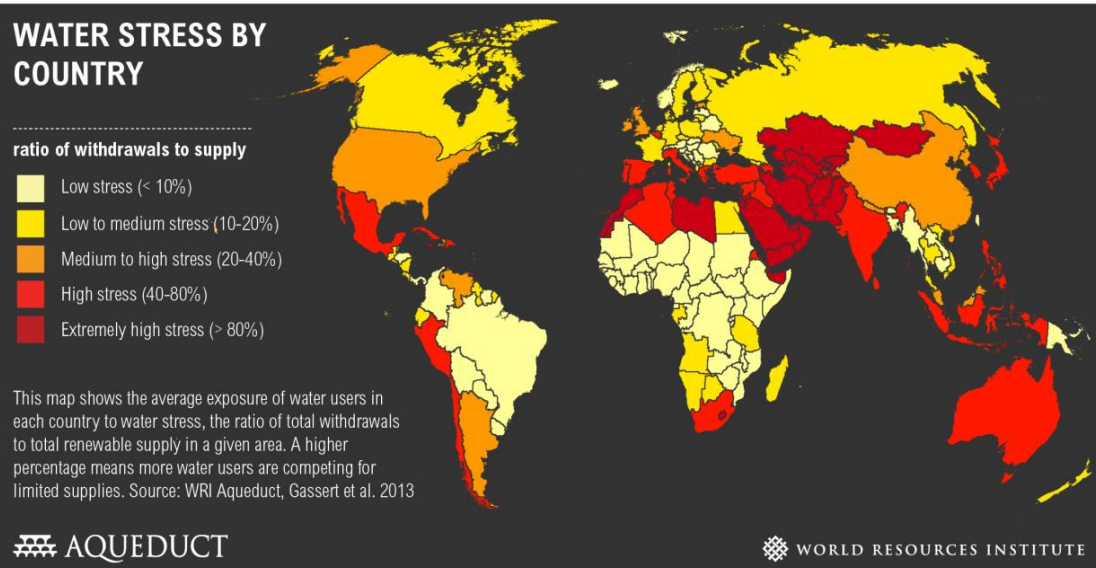 WATER STRESS BY
COUNTRY
ratio of withdrawals to supply
Low stress (< 10%)
Low to medium stress (10-20%)
Medium to high stress (20-40%)
High stress (40-80%)
Extremely high stress (> 80%)
This map shows the average exposure of water users in
each country to water stress, the ratio of total withdrawals
to total renewable supply in a given area. A higher
percentage means more water users are competing for
limited supplies. Source: WRI Aqueduct, Gassert et al. 2013
AQUEDUCT
WORLD RESOURCES INSTITUTE